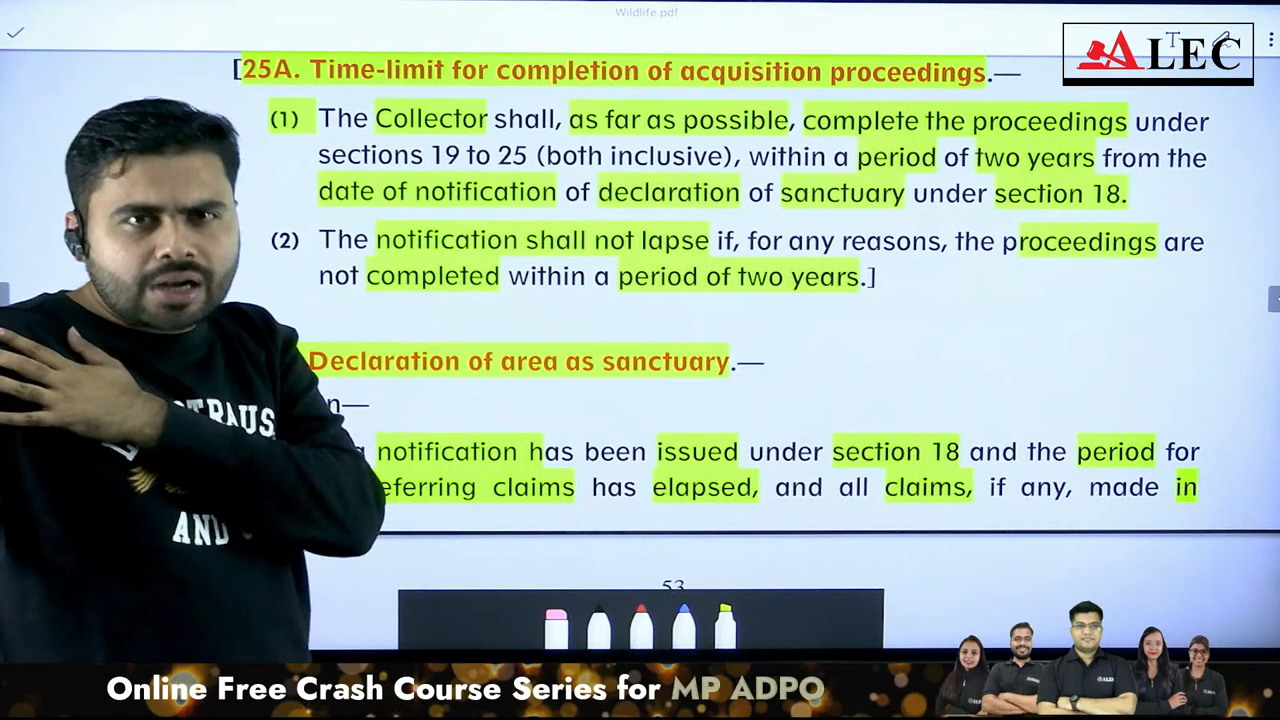 Wildlife.pdf
ALEC
[25A. Time-limit for completion of acquisition proceedings.—
(1) The Collector shall, as far as possible, complete the proceedings under
sections 19 to 25 (both inclusive), within a period of two years from the
date of notification of declaration of sanctuary under section 18.
(2) The notification shall not lapse if, for any reasons, the proceedings are
not completed within a period of two years.]
Declaration of area as sanctuary.—
notification has been issued under section 18 and the period for
eferring claims has elapsed, and all claims, if any, made in
AND
53
Online Free Crash Course Series for MP ADPO